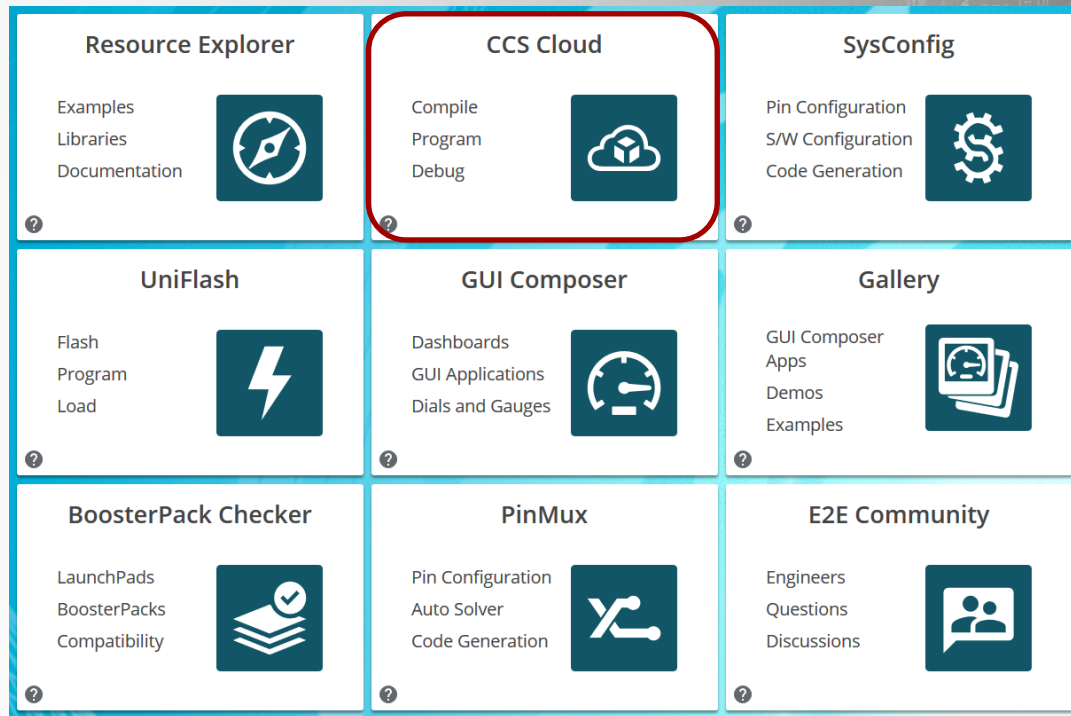 Resource Explorer
Examples
Libraries
Documentation
?
CCS Cloud
Compile
Program
Debug
?
SysConfig
Pin Configuration
S/W Configuration
Code Generation
?
UniFlash
Flash
Program
Load
?
GUI Composer
Dashboards
GUI Applications
Dials and Gauges
?
Gallery
GUI Composer
Apps
Demos
Examples
?
BoosterPack Checker
LaunchPads
BoosterPacks
Compatibility
?
PinMux
Pin Configuration
Auto Solver
Code Generation
?
E2E Community
Engineers
Questions
Discussions
?